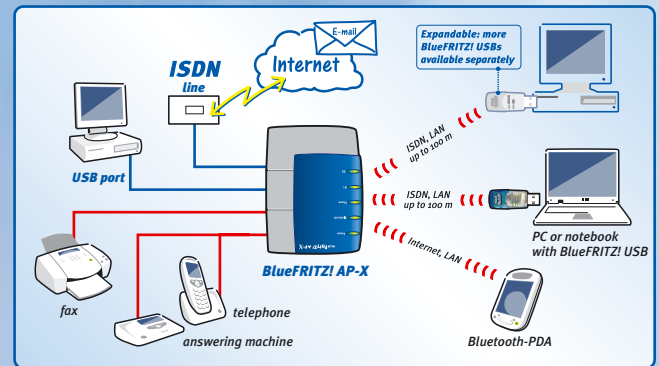 E-mail
Internet
ISDN
line
Expandable: more
BlueFRITZ! USBs
available separately
USB port
ISDN, LAN
up to 100 m
ISDN, LAN
up to 100 m
Internet, LAN
PC or notebook
with BlueFRITZ! USB
BlueFRITZ! AP-X
fax
telephone
answering machine
Bluetooth-PDA